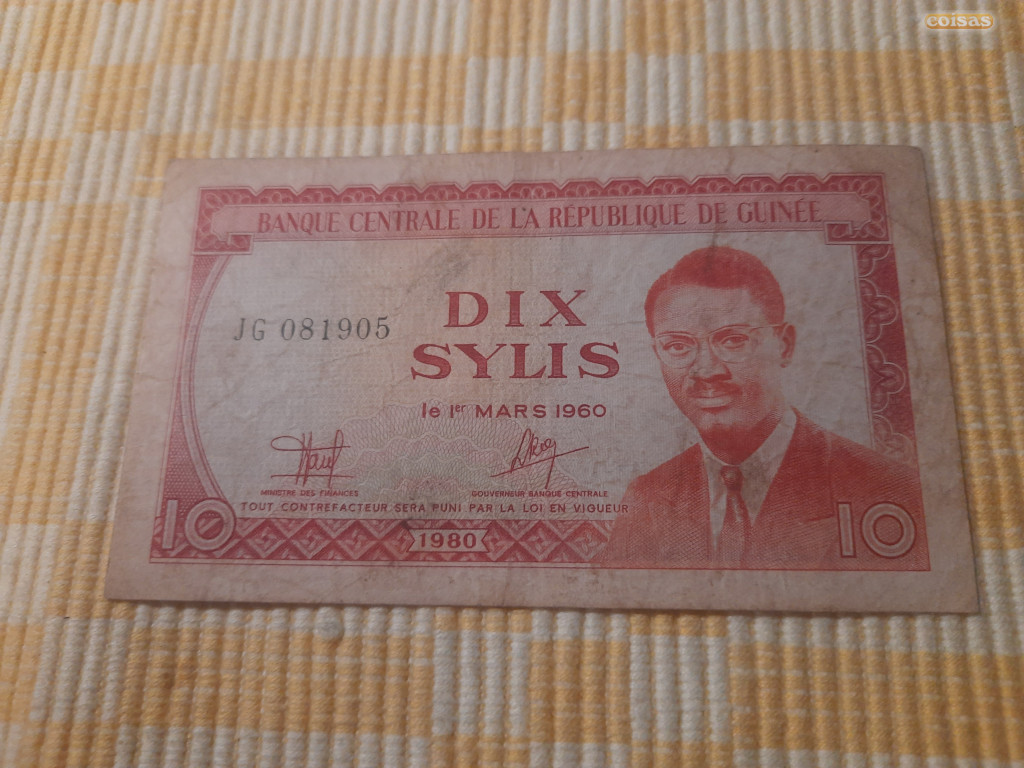 coisas
BANQUE CENTRALE DE LA RÉPUBLIQUE DE GUINÉE
DIX
SYLIS
JG 081905
le 1er MARS 1960
MINISTRE DES FINANCES
GOUVERNEUR BANQUE CENTRALE
TOUT CONTREFACTEUR SERA PUNI PAR LA LOI EN VIGUEUR
10
1980
10